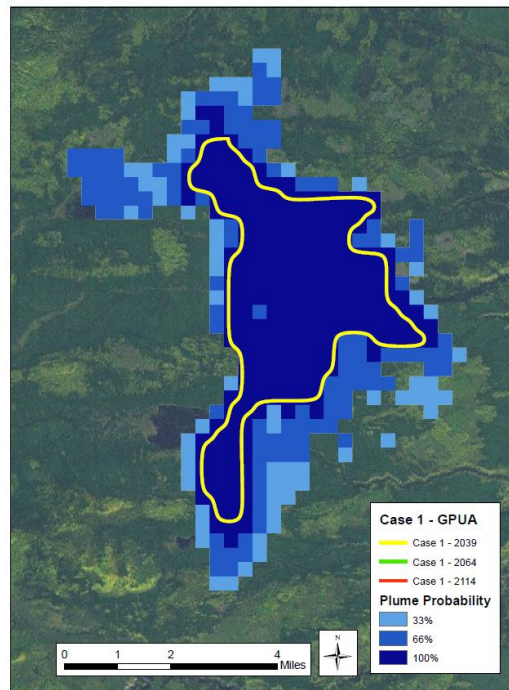 Case 1 - GPUA
Case 1 - 2039
Case 1 - 2064
Case 1 - 2114
Plume Probability
33%
66%
100%
0 1 2 4
Miles
N